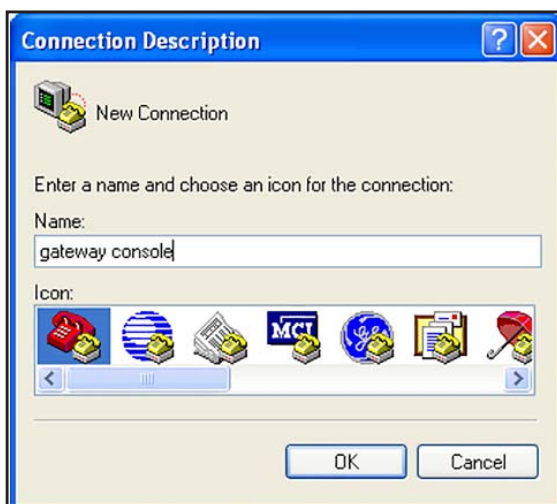 Connection Description
New Connection
Enter a name and choose an icon for the connection:
Name:
gateway console
Icon:
MCI
OK
Cancel